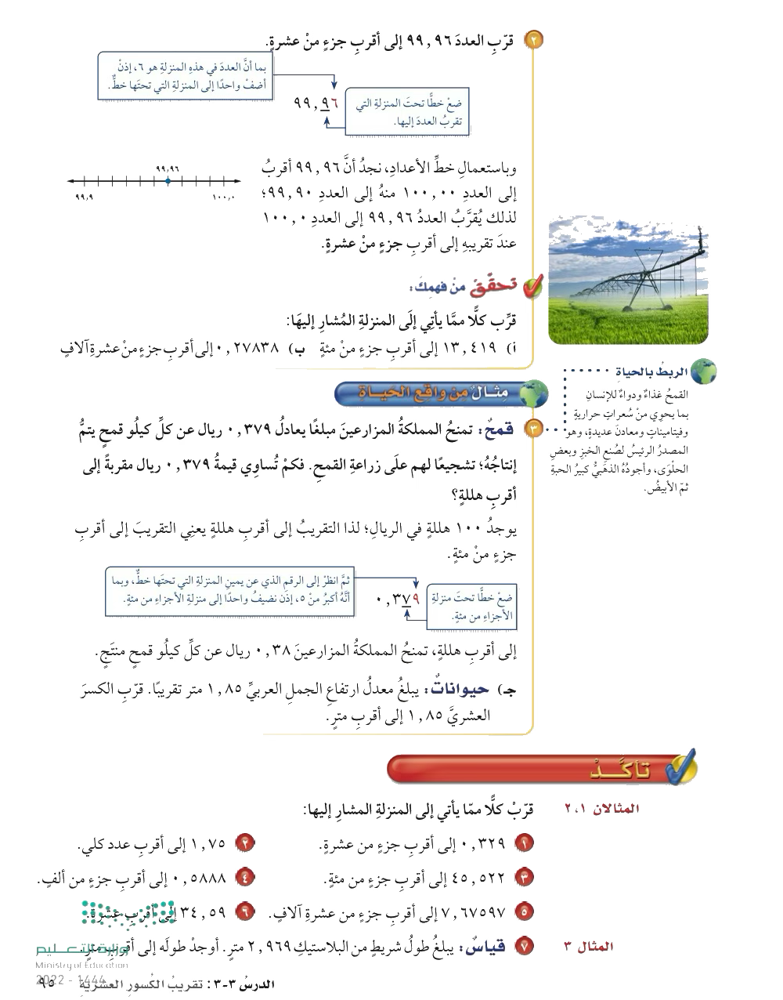 ٢ قرّبِ العددَ ٩٩,٩٦ إلى أقربِ جزءٍ منْ عشرةٍ.
بما أنَّ العددَ في هذهِ المنزلةِ هو ٦، إذنْ
أضفْ واحدًا إلى المنزلةِ التي تحتَها خطٌّ.
٩٩,٩٦
ضعْ خطًّا تحتَ المنزلةِ التي
تقربُ العددَ إليها.
وباستعمالِ خطِّ الأعدادِ، نجدُ أنَّ ٩٩,٩٦ أقربُ
إلى العددِ ١٠٠,٠٠ منهُ إلى العددِ ٩٩,٩٠؛
لذلك يُقرَّبُ العددُ ٩٩,٩٦ إلى العددِ ١٠٠,٠
عندَ تقريبهِ إلى أقربِ جزءٍ منْ عشرةٍ.
٩٩,٩٦
٩٩,٩
١٠٠,٠
تحقّقْ منْ فهمِكَ:
قرِّب كلًّا ممَّا يأتِي إلَى المنزلةِ المُشارِ إليهَا:
أ) ١٣,٤١٩ إلى أقربِ جزءٍ منْ مئةٍ
ب) ٠,٢٧٨٣٨ إلى أقربِ جزءٍ منْ عشرةِ آلافٍ
الربطُ بالحياةِ
القمحُ غذاءٌ ودواءٌ للإنسانِ
بما يحوِي منْ سُعراتٍ حراريةٍ
وفيتاميناتٍ ومعادنَ عديدةٍ، وهو
المصدرُ الرئيسُ لصُنعِ الخبزِ وبعضِ
الحلْوَى، وأجودُهُ الذهَبيُّ كبيرُ الحبةِ
ثمّ الأبيضُ.
مثالٌ من واقع الحياة
٣ قمحٌ: تمنحُ المملكةُ المزارعينَ مبلغًا يعادلُ ٠,٣٧٩ ريال عن كلِّ كيلُو قمحٍ يتمُّ
إنتاجُهُ؛ تشجيعًا لهم علَى زراعةِ القمحِ. فكمْ تُساوِي قيمةُ ٠,٣٧٩ ريال مقربةً إلى
أقربِ هللةٍ؟
يوجدُ ١٠٠ هللةٍ في الريالِ؛ لذا التقريبُ إلى أقربِ هللةٍ يعنِي التقريبَ إلى أقربِ
جزءٍ منْ مئةٍ.
ثمَّ انظرْ إلى الرقمِ الذي عن يمينِ المنزلةِ التي تحتَها خطٌّ، وبما
أنَّهُ أكبرُ منْ ٥، إذن نضيفُ واحدًا إلى منزلةِ الأجزاءِ من مئةٍ.
٠,٣٧٩
ضعْ خطًّا تحتَ منزلةِ
الأجزاءِ من مئةٍ.
إلى أقربِ هللةٍ، تمنحُ المملكةُ المزارعينَ ٠,٣٨ ريال عن كلِّ كيلُو قمحٍ منتَجٍ.
جـ) حيواناتٌ: يبلغُ معدلُ ارتفاعِ الجملِ العربيِّ ١,٨٥ متر تقريبًا. قرّبِ الكسرَ
العشريَّ ١,٨٥ إلى أقربِ مترٍ.
تأكَّدْ
المثالان ١، ٢
قرّبْ كلًّا ممّا يأتي إلى المنزلةِ المشارِ إليها:
١ ٠,٣٢٩ إلى أقربِ جزءٍ من عشرةٍ.
٢ ١,٧٥ إلى أقربِ عدد كلي.
٣ ٤٥,٥٢٢ إلى أقربِ جزءٍ من مئةٍ.
٤ ٠,٥٨٨٨ إلى أقربِ جزءٍ من ألفٍ.
٥ ٧,٦٧٥٩٧ إلى أقربِ جزءٍ من عشرةِ آلافٍ.
٦ ٣٤,٥٩ إلى أقربِ عشرةٍ.
المثال ٣
٧ قياسٌ: يبلغُ طولُ شريطٍ من البلاستيكِ ٢,٩٦٩ مترٍ. أوجدْ طولَه إلى أقربِ مترٍ.
وزارة التعليم
Ministry of Education
2022 - 1444
الدرسُ ٣-٣: تقريبُ الكُسورِ العشريةِ ٩٥